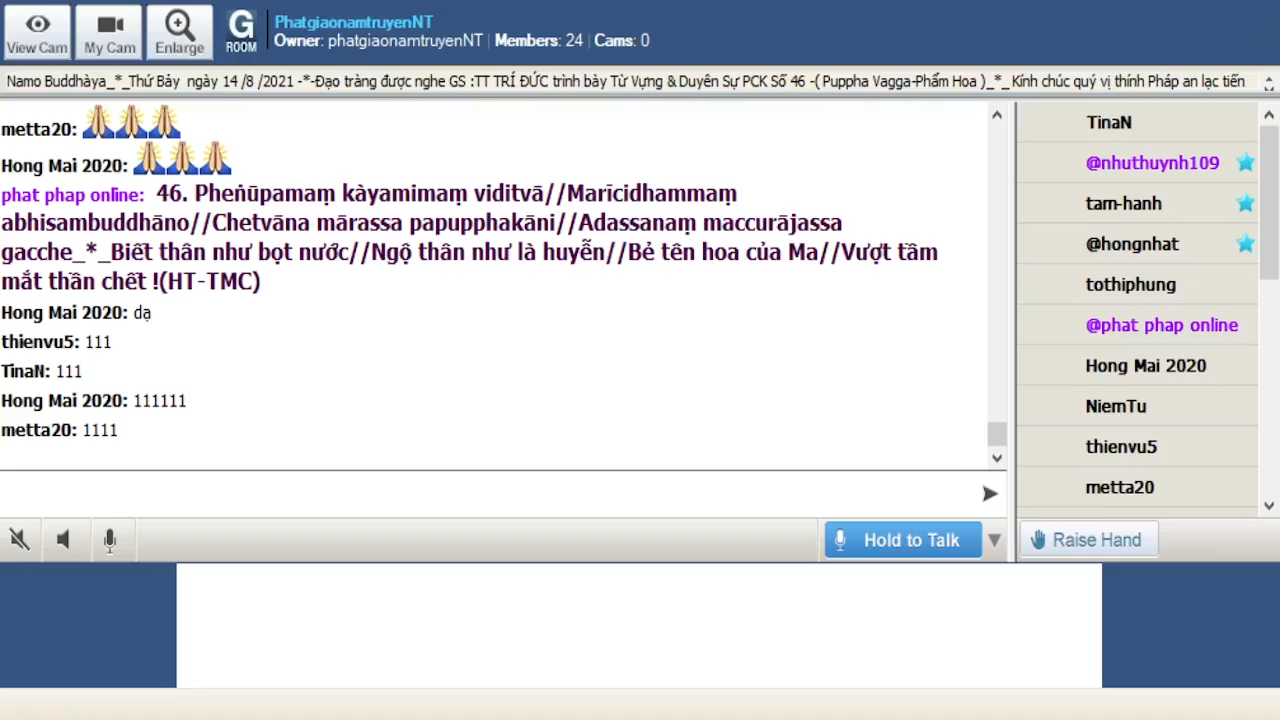 View Cam
My Cam
Enlarge
G
ROOM
PhatgiaonamtruyenNT
Owner: phatgiaonamtruyenNT | Members: 24 | Cams: 0
Namo Buddhàya_*_Thứ Bảy ngày 14 /8 /2021 -*-Đạo tràng được nghe GS :TT TRÍ ĐỨC trình bày Từ Vựng & Duyên Sự PCK Số 46 -( Puppha Vagga-Phẩm Hoa )_*_ Kính chúc quý vị thính Pháp an lạc tiến
metta20: 🙏🙏🙏
Hong Mai 2020: 🙏🙏🙏
phat phap online: 46. Pheṅūpamaṃ kàyamimaṃ viditvā//Marīcidhammaṃ
abhisambuddhāno//Chetvāna mārassa papupphakāni//Adassanaṃ maccurājassa
gacche_*_Biết thân như bọt nước//Ngộ thân như là huyễn//Bẻ tên hoa của Ma//Vượt tầm
mắt thần chết !(HT-TMC)
Hong Mai 2020: dạ
thienvu5: 111
TinaN: 111
Hong Mai 2020: 111111
metta20: 1111
TinaN
@nhuthuynh109
tam-hanh
@hongnhat
tothiphung
@phat phap online
Hong Mai 2020
NiemTu
thienvu5
metta20
Hold to Talk
Raise Hand